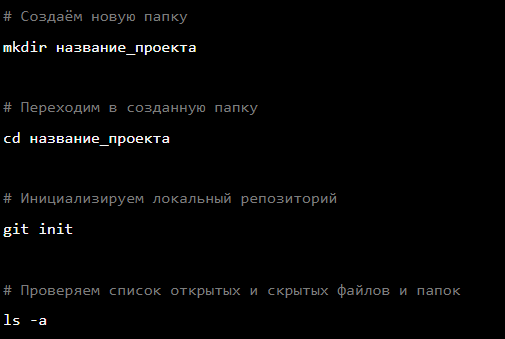 # Создаём новую папку
mkdir название_проекта
# Переходим в созданную папку
cd название_проекта
# Инициализируем локальный репозиторий
git init
# Проверяем список открытых и скрытых файлов и папок
ls -a